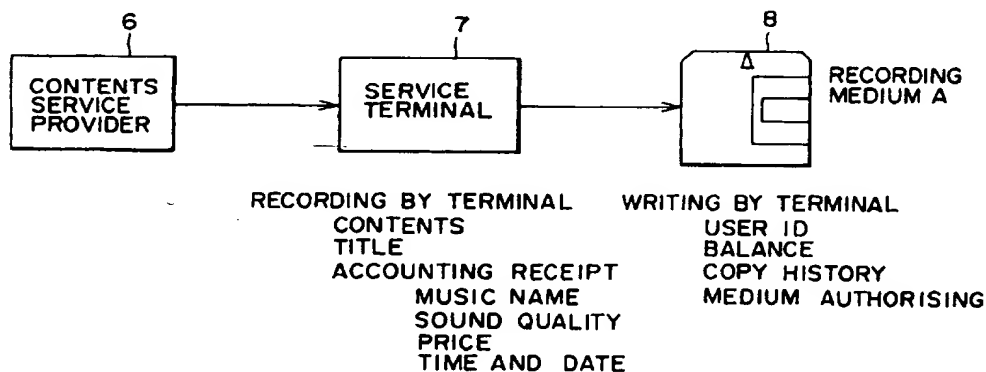 6
7
8
CONTENTS
SERVICE
PROVIDER
SERVICE
TERMINAL
RECORDING
MEDIUM A
RECORDING BY TERMINAL
CONTENTS
TITLE
ACCOUNTING RECEIPT
MUSIC NAME
SOUND QUALITY
PRICE
TIME AND DATE
WRITING BY TERMINAL
USER ID
BALANCE
COPY HISTORY
MEDIUM AUTHORISING